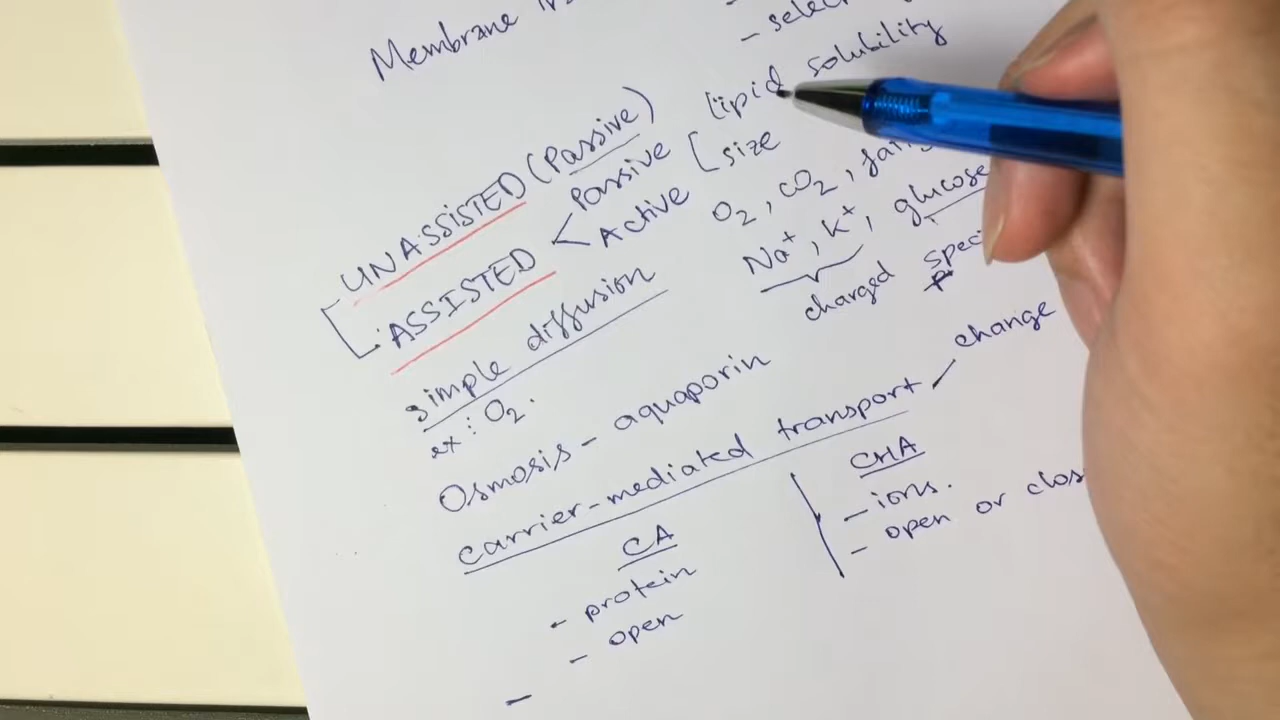 Membrane
- selec
UNASSISTED (Passive)
lipid solubility
size
ASSISTED < Passive
Active
O2, CO2,
Na+, K+, glucose
charged
simple diffusion
ex: O2.
Osmosis - aquaporin
carrier-mediated transport
change
CA
- protein
- open
-
CHA
- ions.
- open or clos